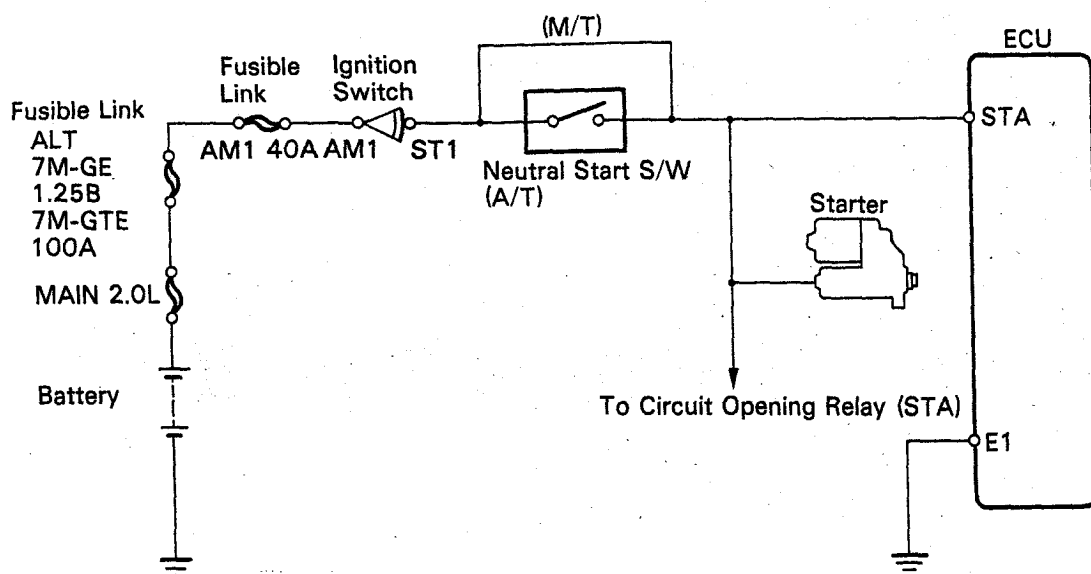 (M/T)
ECU
Fusible
Link
Ignition
Switch
Fusible Link
ALT
7M-GE
1.25B
7M-GTE
100A
AM1 40A AM1
ST1
STA
Neutral Start S/W
(A/T)
Starter
MAIN 2.0L
Battery
To Circuit Opening Relay (STA)
E1